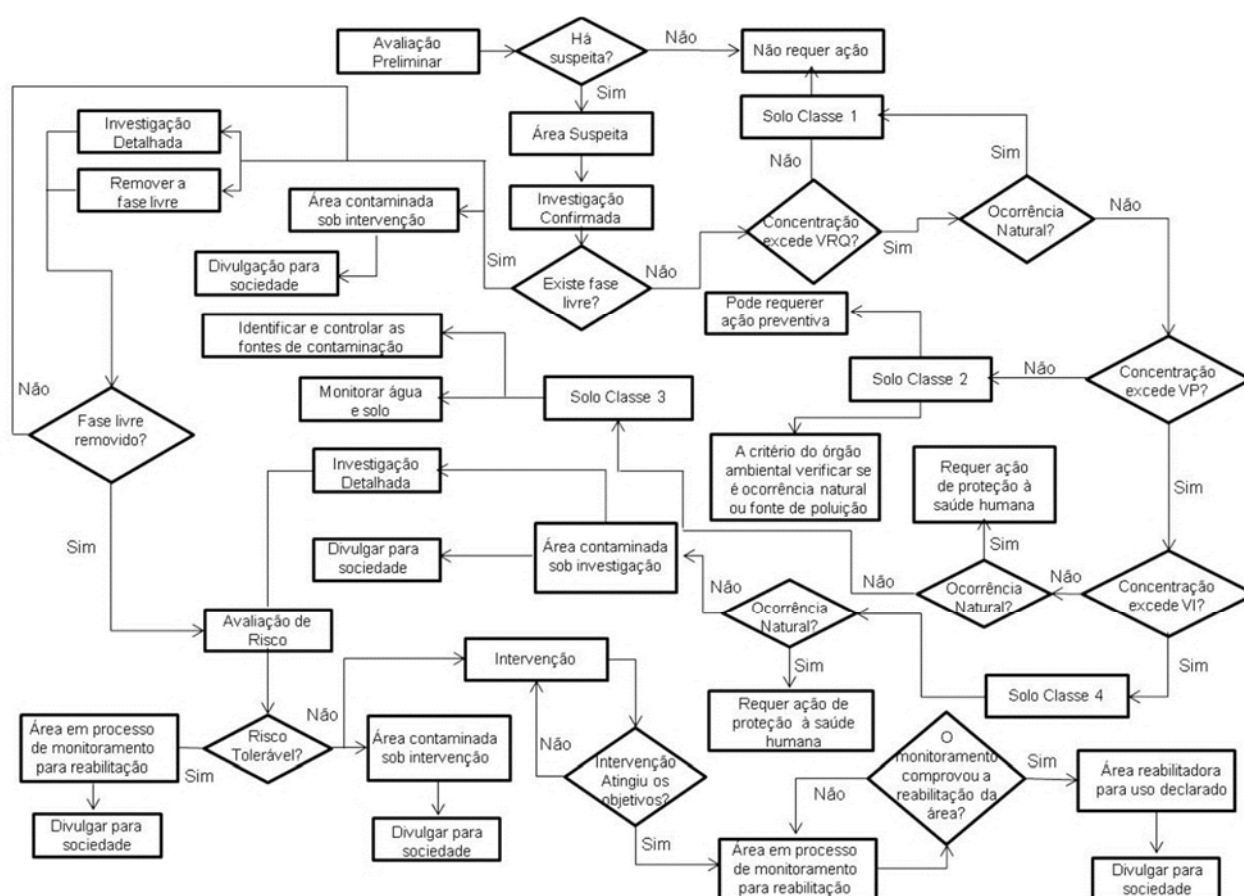 Avaliação
Preliminar
Há
suspeita?
Não
Não requer ação
Sim
Solo Classe 1
Área Suspeita
Investigação
Detalhada
Remover a
fase livre
Investigação
Confirmada
Não
Sim
Área contaminada
sob intervenção
Concentração
excede VRQ?
Sim
Ocorrência
Natural?
Não
Divulgação para
sociedade
Sim
Existe fase
livre?
Não
Pode requerer
ação preventiva
Identificar e controlar as
fontes de contaminação
Solo Classe 2
Não
Concentração
excede VP?
Monitorar água
e solo
Solo Classe 3
Não
Fase livre
removido?
A critério do órgão
ambiental verificar se
é ocorrência natural
ou fonte de poluição
Requer ação
de proteção à
saúde humana
Sim
Investigação
Detalhada
Sim
Divulgar para
sociedade
Área contaminada
sob investigação
Sim
Não
Ocorrência
Natural?
Não
Ocorrência
Natural?
Não
Concentração
excede VI?
Avaliação de
Risco
Intervenção
Sim
Sim
Solo Classe 4
Requer ação de
proteção à saúde
humana
Área em processo
de monitoramento
para reabilitação
Sim
Risco
Tolerável?
Não
Área contaminada
sob intervenção
Não
Intervenção
Atingiu os
objetivos?
O
monitoramento
comprovou a
reabilitação da
área?
Sim
Área reabilitadora
para uso declarado
Não
Divulgar para
sociedade
Divulgar para
sociedade
Sim
Área em processo
de monitoramento
para reabilitação
Divulgar para
sociedade